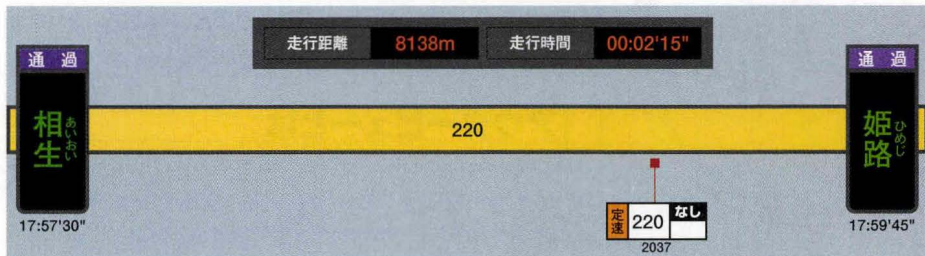 走行距離 8138m 走行時間 00:02'15"
通過
相生
あいおい
17:57'30"
220
通過
姫路
ひめじ
17:59'45"
定速 220 なし
2037